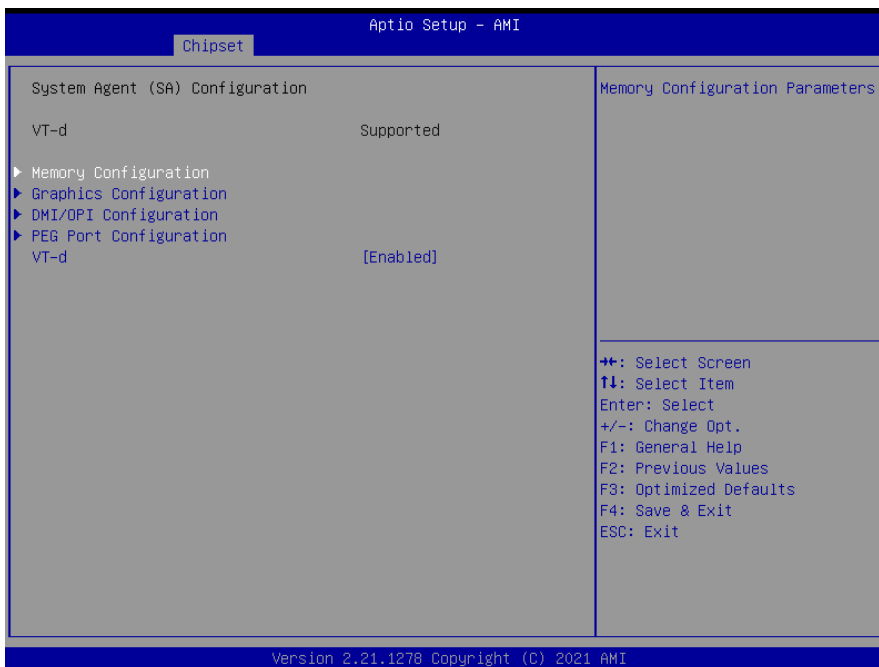 Aptio Setup – AMI
Chipset
System Agent (SA) Configuration
VT-d Supported
Memory Configuration
Graphics Configuration
DMI/OPI Configuration
PEG Port Configuration
VT-d [Enabled]
Memory Configuration Parameters
→←: Select Screen
↑↓: Select Item
Enter: Select
+/-: Change Opt.
F1: General Help
F2: Previous Values
F3: Optimized Defaults
F4: Save & Exit
ESC: Exit
Version 2.21.1278 Copyright (C) 2021 AMI